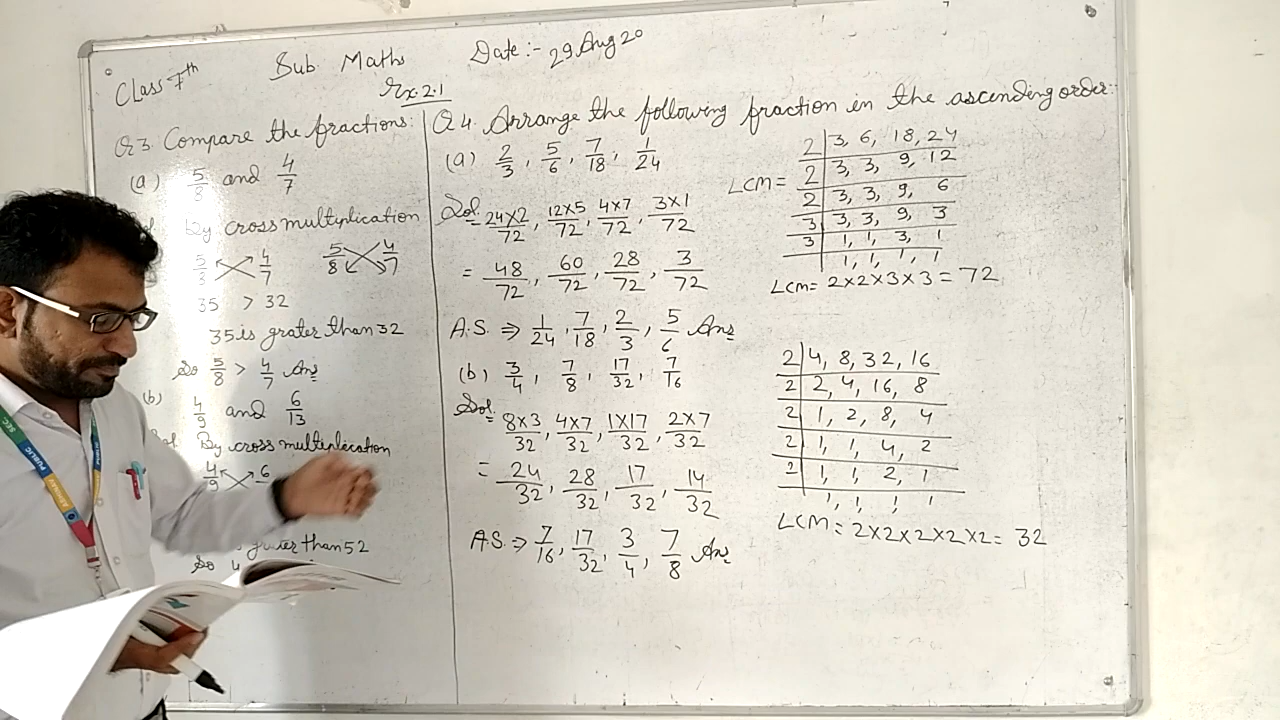 Class 7th Sub Maths Date:- 29 Aug 20
Ex.2.1
Q3. Compare the fractions:
(a) 5/8 and 4/7
By cross multiplication
5/3 4/7 5/8 4/7
35 > 32
35 is grater than 32
So 5/8 > 4/7 Ans
(b) 4/9 and 6/13
Sol By cross multiplication
4/9 6
grater than 52
So 4
Q4. Arrange the following fraction in the ascending order:
(a) 2/3, 5/6, 7/18, 1/24
Sol = 24×2/72, 12×5/72, 4×7/72, 3×1/72
= 48/72, 60/72, 28/72, 3/72
A.S. ⇒ 1/24, 7/18, 2/3, 5/6 Ans
(b) 3/4, 7/8, 17/32, 7/16
Sol. 8×3/32, 4×7/32, 1×17/32, 2×7/32
= 24/32, 28/32, 17/32, 14/32
A.S. ⇒ 7/16, 17/32, 3/4, 7/8 Ans
2 | 3, 6, 18, 24
LCM = 2 | 3, 3, 9, 12
2 | 3, 3, 9, 6
3 | 3, 3, 9, 3
3 | 1, 1, 3, 1
1, 1, 1, 1
LCM = 2×2×3×3 = 72
2 | 4, 8, 32, 16
2 | 2, 4, 16, 8
2 | 1, 2, 8, 4
2 | 1, 1, 4, 2
2 | 1, 1, 2, 1
1, 1, 1, 1
LCM = 2×2×2×2×2 = 32
PUBLIC SEC